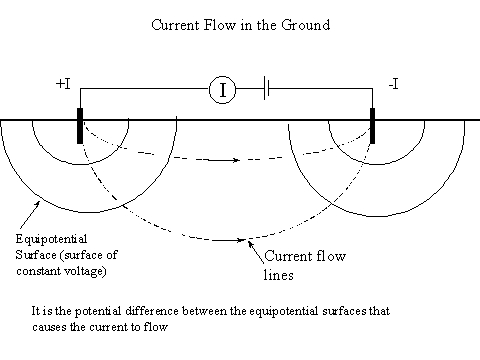 Current Flow in the Ground
+I
I
-I
Equipotential
Surface (surface of
constant voltage)
Current flow
lines
It is the potential difference between the equipotential surfaces that
causes the current to flow